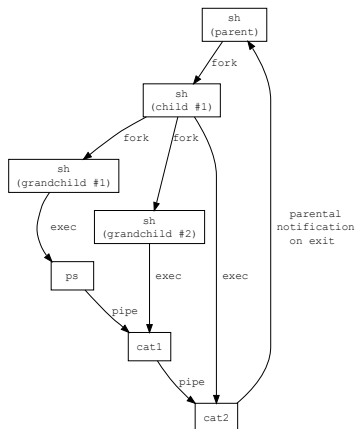 sh
(parent)
fork
sh
(child #1)
fork
fork
sh
(grandchild #1)
sh
(grandchild #2)
parental
notification
on exit
exec
ps
exec
exec
pipe
cat1
pipe
cat2